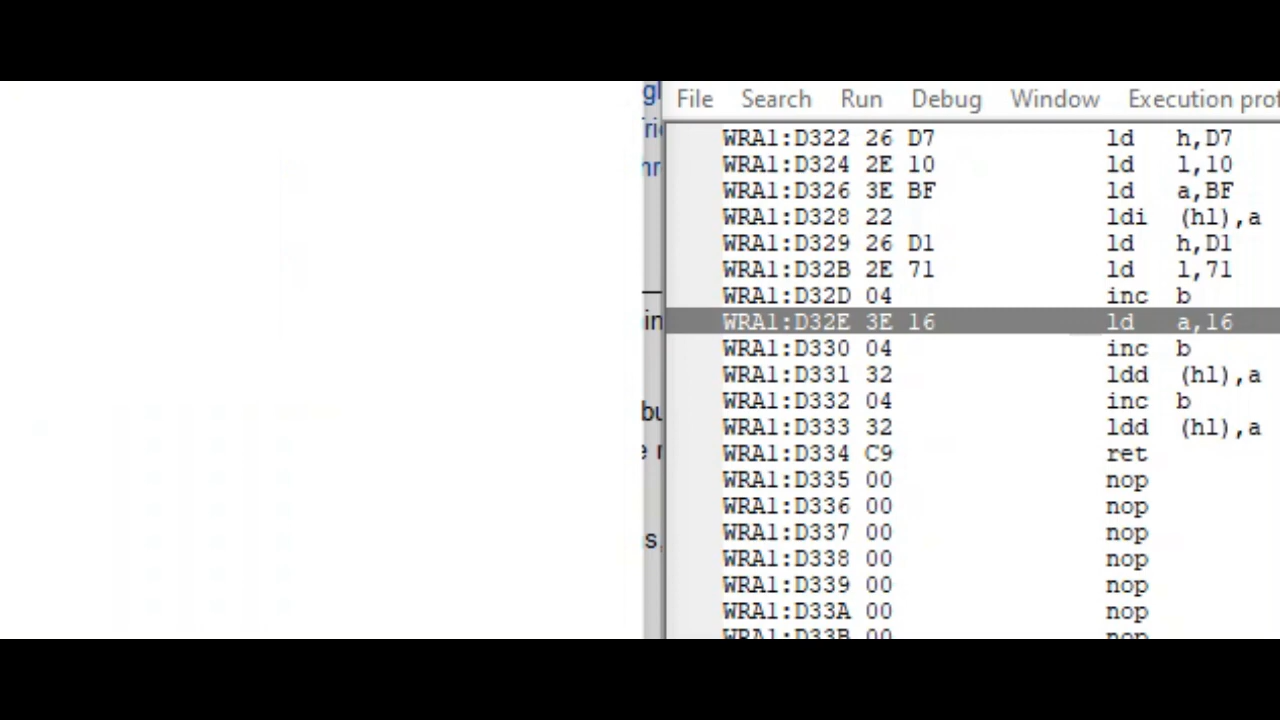 File Search Run Debug Window Execution prof
WRA1:D322 26 D7 ld h,D7
WRA1:D324 2E 10 ld l,10
WRA1:D326 3E BF ld a,BF
WRA1:D328 22 ldi (hl),a
WRA1:D329 26 D1 ld h,D1
WRA1:D32B 2E 71 ld l,71
WRA1:D32D 04 inc b
WRA1:D32E 3E 16 ld a,16
WRA1:D330 04 inc b
WRA1:D331 32 ldd (hl),a
WRA1:D332 04 inc b
WRA1:D333 32 ldd (hl),a
WRA1:D334 C9 ret
WRA1:D335 00 nop
WRA1:D336 00 nop
WRA1:D337 00 nop
WRA1:D338 00 nop
WRA1:D339 00 nop
WRA1:D33A 00 nop
WRA1:D33B 00 nop